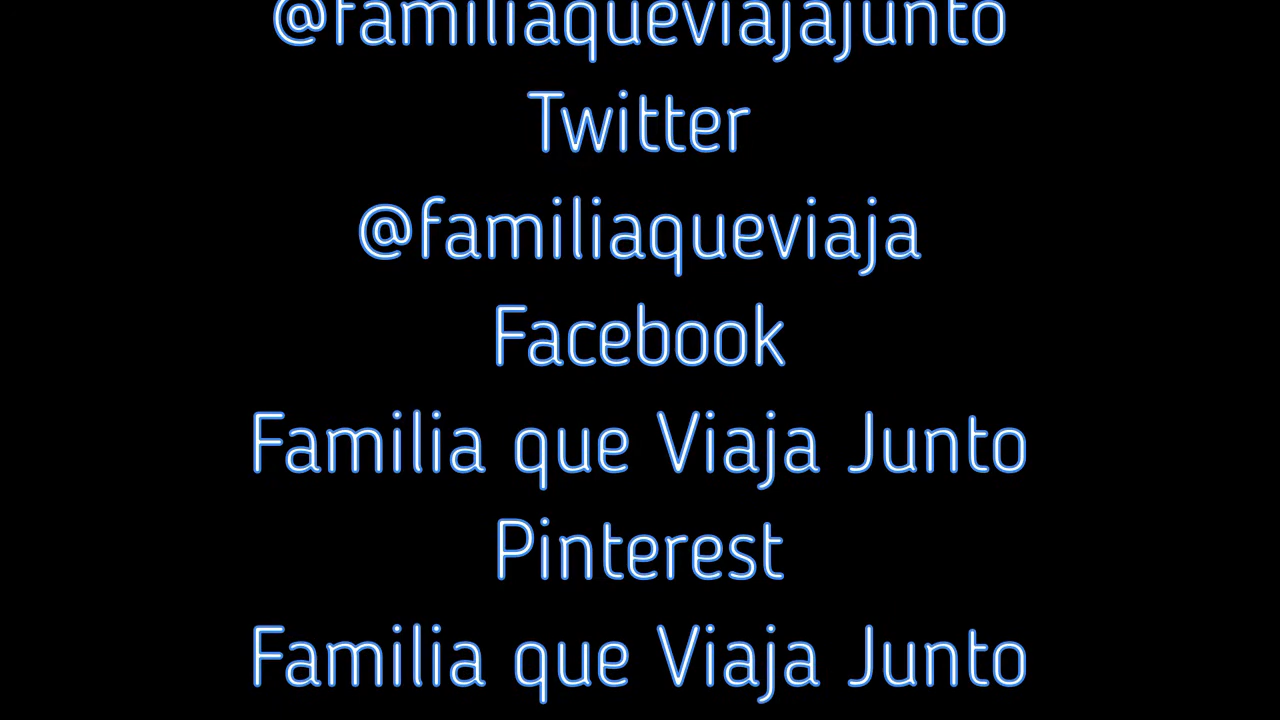 @familiaqueviajajunto
Twitter
@familiaqueviaja
Facebook
Familia que Viaja Junto
Pinterest
Familia que Viaja Junto